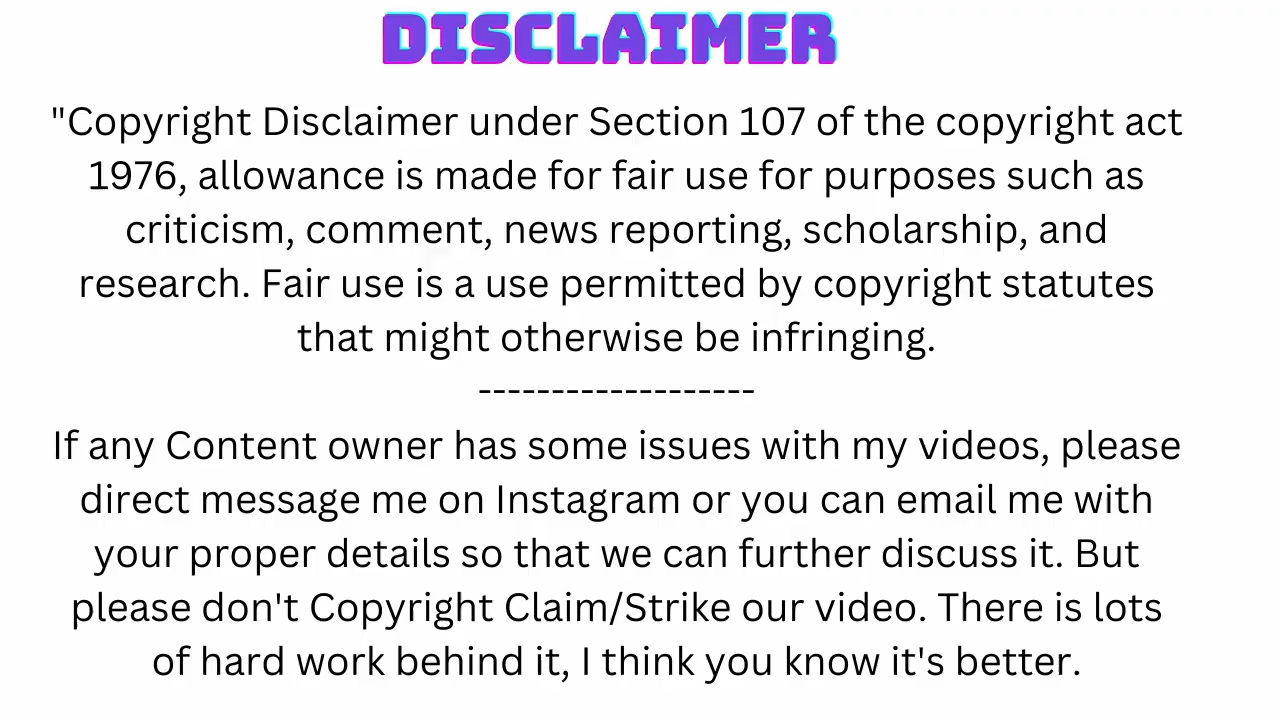 DISCLAIMER
"Copyright Disclaimer under Section 107 of the copyright act
1976, allowance is made for fair use for purposes such as
criticism, comment, news reporting, scholarship, and
research. Fair use is a use permitted by copyright statutes
that might otherwise be infringing.
-------------------
If any Content owner has some issues with my videos, please
direct message me on Instagram or you can email me with
your proper details so that we can further discuss it. But
please don't Copyright Claim/Strike our video. There is lots
of hard work behind it, I think you know it's better.